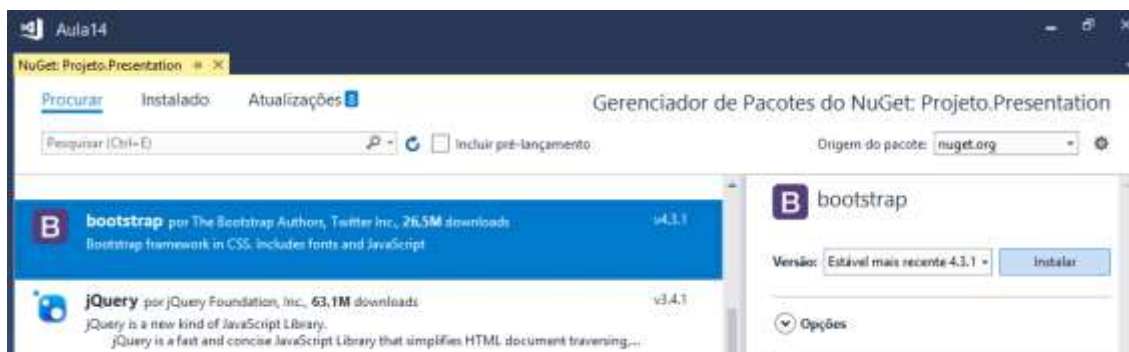 Aula14
NuGet: Projeto.Presentation
Procurar Instalado Atualizações 8
Gerenciador de Pacotes do NuGet: Projeto.Presentation
Pesquisar (Ctrl+E) Incluir pré-lançamento Origem do pacote: nuget.org
bootstrap por The Bootstrap Authors, Twitter Inc., 26,5M downloads v4.3.1
Bootstrap framework in CSS. Includes fonts and JavaScript
jQuery por jQuery Foundation, Inc., 63,1M downloads v3.4.1
jQuery is a new kind of JavaScript Library.
jQuery is a fast and concise JavaScript Library that simplifies HTML document traversing,...
B bootstrap
Versão: Estável mais recente 4.3.1 Instalar
Opções